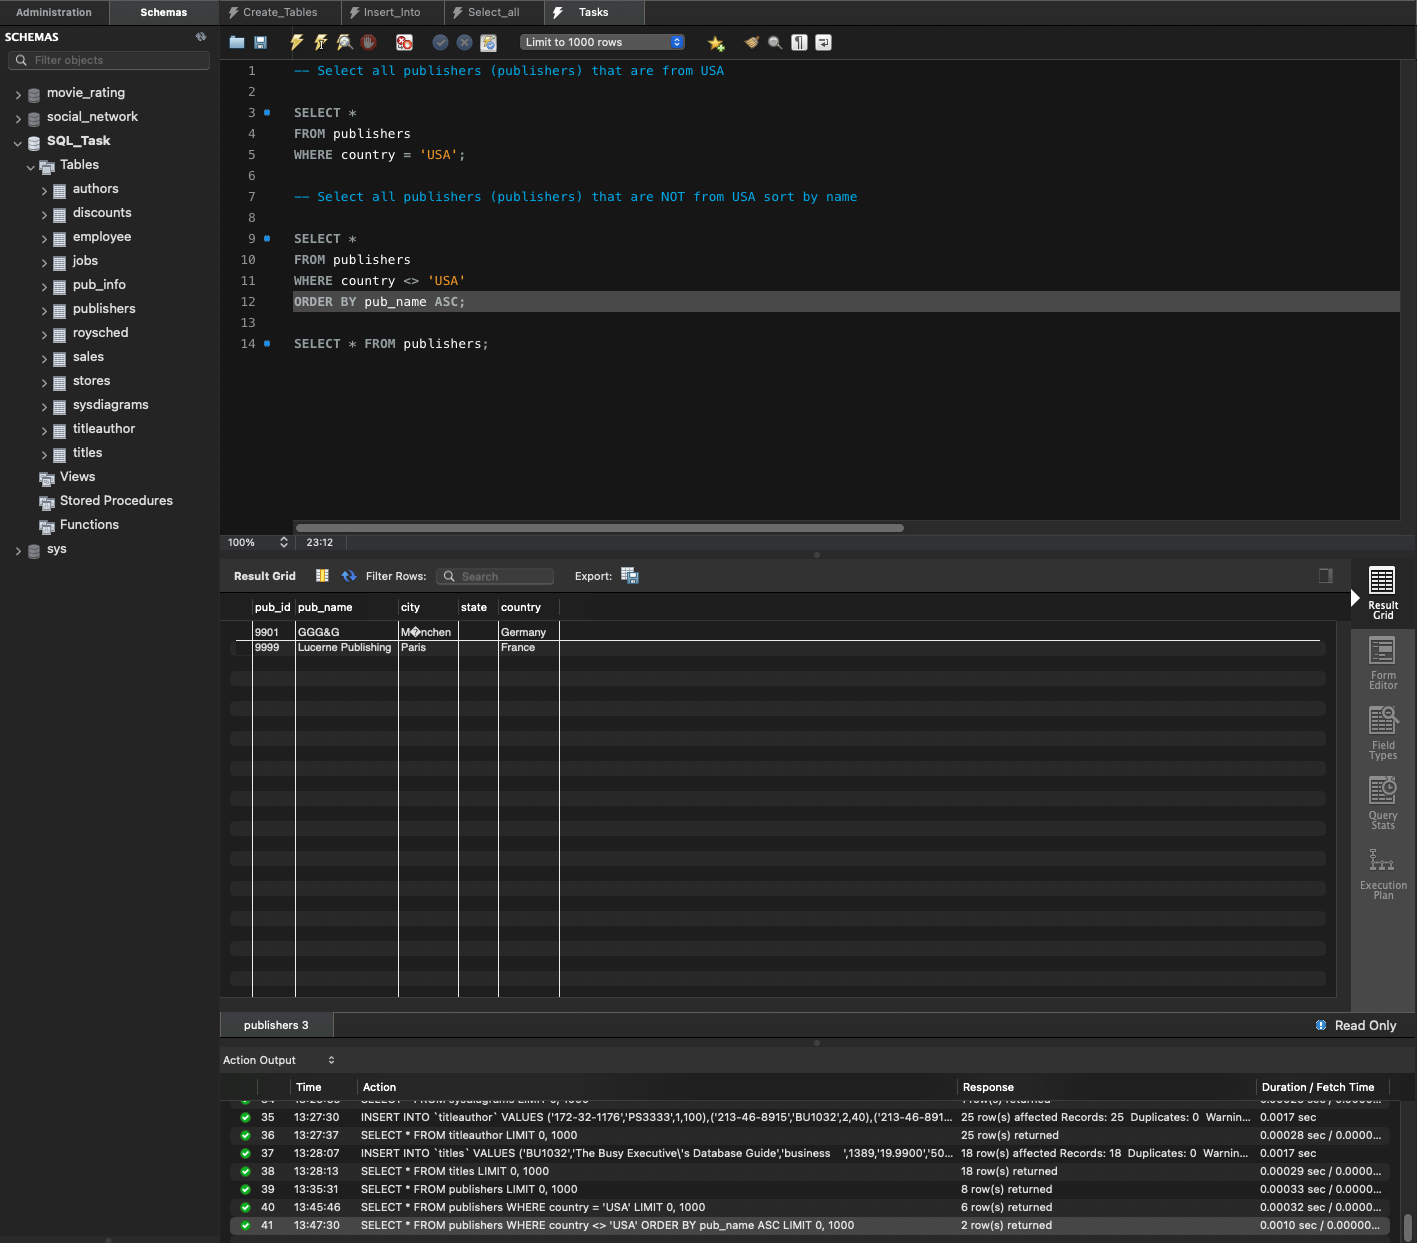 Administration Schemas
SCHEMAS
Filter objects
movie_rating
social_network
SQL_Task
Tables
authors
discounts
employee
jobs
pub_info
publishers
roysched
sales
stores
sysdiagrams
titleauthor
titles
Views
Stored Procedures
Functions
sys
Create_Tables Insert_Into Select_all Tasks
Limit to 1000 rows
1 -- Select all publishers (publishers) that are from USA
2
3 SELECT *
4 FROM publishers
5 WHERE country = 'USA';
6
7 -- Select all publishers (publishers) that are NOT from USA sort by name
8
9 SELECT *
10 FROM publishers
11 WHERE country <> 'USA'
12 ORDER BY pub_name ASC;
13
14 SELECT * FROM publishers;
100% 23:12
Result Grid Filter Rows: Search Export:
pub_id pub_name city state country
9901 GGG&G M�nchen Germany
9999 Lucerne Publishing Paris France
Result
Grid
Form
Editor
Field
Types
Query
Stats
Execution
Plan
publishers 3 Read Only
Action Output
Time Action Response Duration / Fetch Time
35 13:27:30 INSERT INTO `titleauthor` VALUES ('172-32-1176','PS3333',1,100),('213-46-8915','BU1032',2,40),('213-46-891... 25 row(s) affected Records: 25 Duplicates: 0 Warnin... 0.0017 sec
36 13:27:37 SELECT * FROM titleauthor LIMIT 0, 1000 25 row(s) returned 0.00028 sec / 0.0000...
37 13:28:07 INSERT INTO `titles` VALUES ('BU1032','The Busy Executive\'s Database Guide','business ',1389,'19.9900','50... 18 row(s) affected Records: 18 Duplicates: 0 Warnin... 0.0017 sec
38 13:28:13 SELECT * FROM titles LIMIT 0, 1000 18 row(s) returned 0.00029 sec / 0.0000...
39 13:35:31 SELECT * FROM publishers LIMIT 0, 1000 8 row(s) returned 0.00033 sec / 0.0000...
40 13:45:46 SELECT * FROM publishers WHERE country = 'USA' LIMIT 0, 1000 6 row(s) returned 0.00032 sec / 0.0000...
41 13:47:30 SELECT * FROM publishers WHERE country <> 'USA' ORDER BY pub_name ASC LIMIT 0, 1000 2 row(s) returned 0.0010 sec / 0.00000...